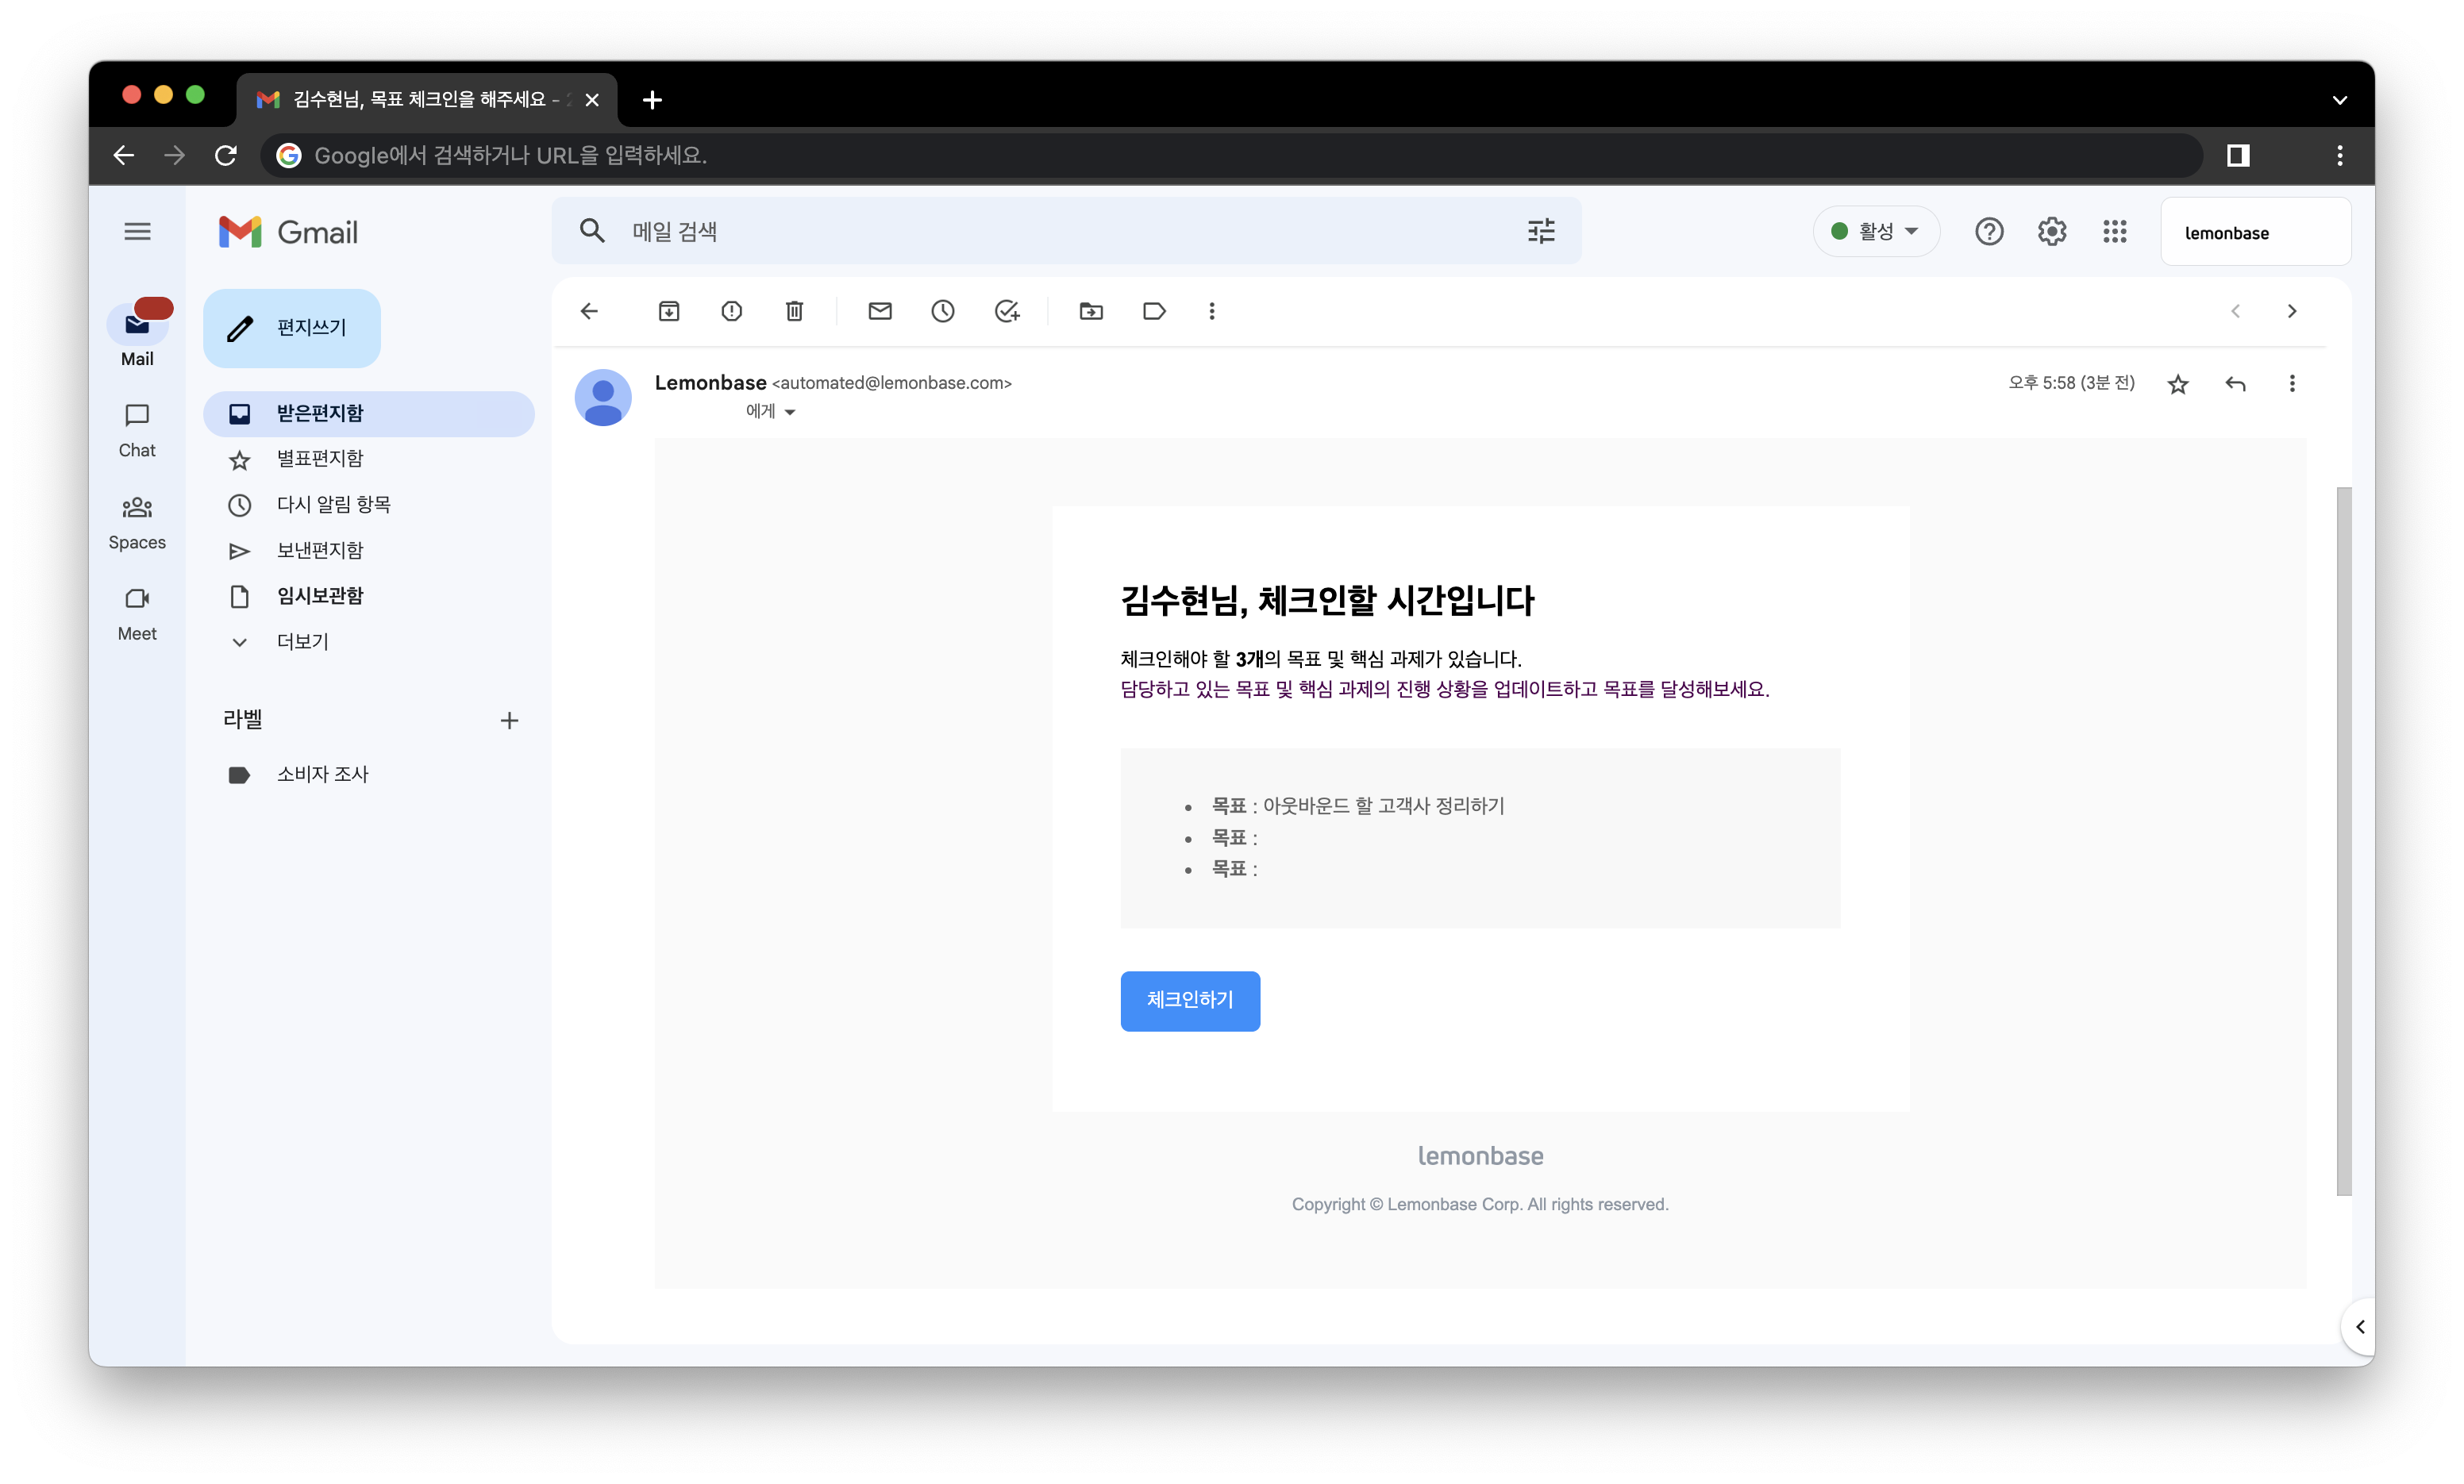 김수현님, 목표 체크인을 해주세요 -
Google에서 검색하거나 URL을 입력하세요.
Gmail
메일 검색
활성
lemonbase
편지쓰기
Mail
Chat
Spaces
Meet
받은편지함
별표편지함
다시 알림 항목
보낸편지함
임시보관함
더보기
라벨
소비자 조사
Lemonbase <automated@lemonbase.com>
오후 5:58 (3분 전)
에게
김수현님, 체크인할 시간입니다
체크인해야 할 3개의 목표 및 핵심 과제가 있습니다.
담당하고 있는 목표 및 핵심 과제의 진행 상황을 업데이트하고 목표를 달성해보세요.
• 목표 : 아웃바운드 할 고객사 정리하기
• 목표 :
• 목표 :
체크인하기
lemonbase
Copyright © Lemonbase Corp. All rights reserved.